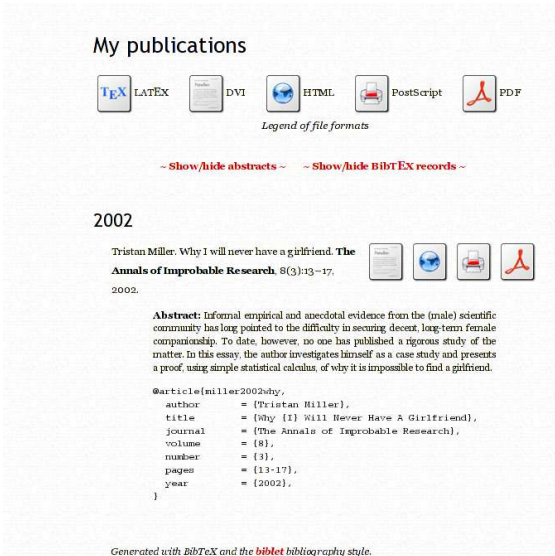 My publications
TEX LATEX DVI HTML PostScript PDF
Legend of file formats
~ Show/hide abstracts ~ ~ Show/hide BibTEX records ~
2002
Tristan Miller. Why I will never have a girlfriend. The
Annals of Improbable Research, 8(3):13–17,
2002.
Abstract: Informal empirical and anecdotal evidence from the (male) scientific
community has long pointed to the difficulty in securing decent, long-term female
companionship. To date, however, no one has published a rigorous study of the
matter. In this essay, the author investigates himself as a case study and presents
a proof, using simple statistical calculus, of why it is impossible to find a girlfriend.
@article{miller2002why,
author = {Tristan Miller},
title = {Why {I} Will Never Have A Girlfriend},
journal = {The Annals of Improbable Research},
volume = {8},
number = {3},
pages = {13-17},
year = {2002},
}
Generated with BibTeX and the biblet bibliography style.